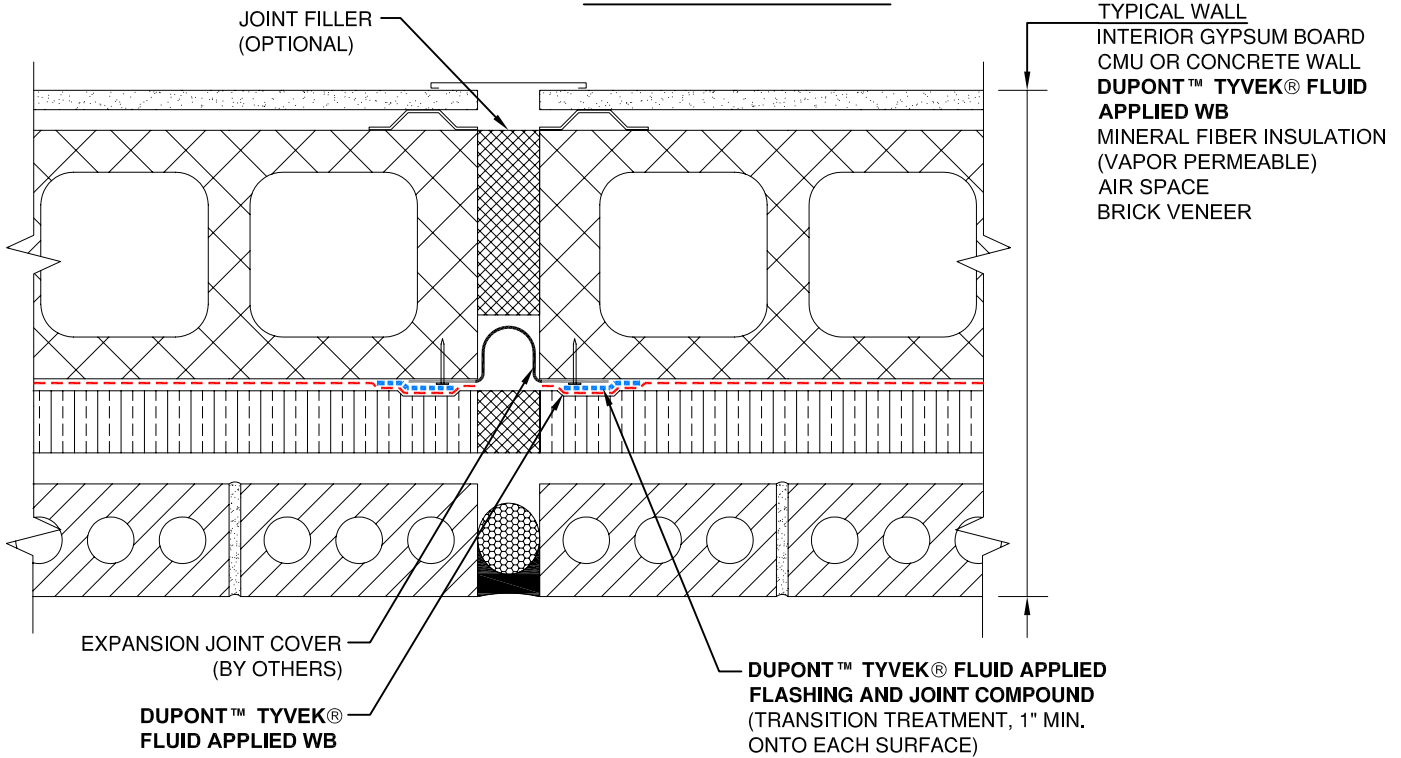 JOINT FILLER
(OPTIONAL)
TYPICAL WALL
INTERIOR GYPSUM BOARD
CMU OR CONCRETE WALL
DUPONT™ TYVEK® FLUID
APPLIED WB
MINERAL FIBER INSULATION
(VAPOR PERMEABLE)
AIR SPACE
BRICK VENEER
EXPANSION JOINT COVER
(BY OTHERS)
DUPONT™ TYVEK®
FLUID APPLIED WB
DUPONT™ TYVEK® FLUID APPLIED
FLASHING AND JOINT COMPOUND
(TRANSITION TREATMENT, 1" MIN.
ONTO EACH SURFACE)